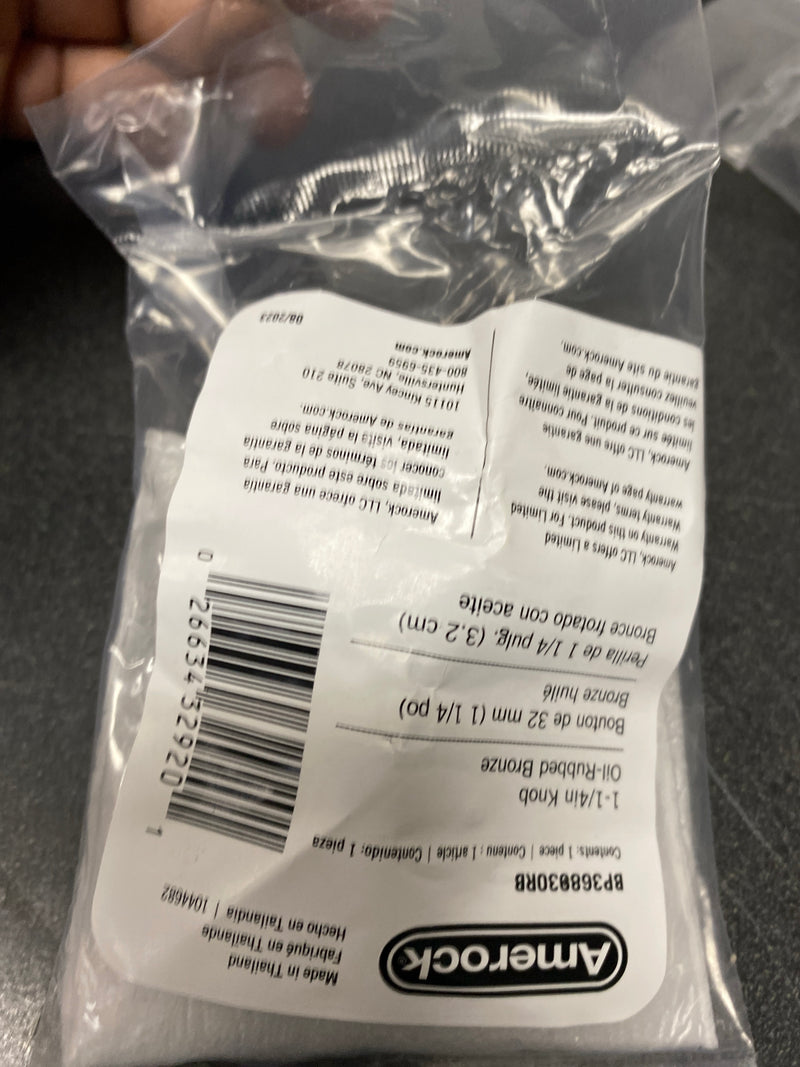 Amerock
Made in Thailand
Fabriqué en Thaïlande
Hecho en Tailandia | 1044682
BP36803ORB
Contents: 1 piece | Contenu : 1 article | Contenido: 1 pieza
1-1/4in Knob
Oil-Rubbed Bronze
Bouton de 32 mm (1 1/4 po)
Bronze huilé
Perilla de 1 1/4 pulg. (3,2 cm)
Bronce frotado con aceite
0 26634 32920 1
Amerock, LLC offers a Limited
Warranty on this product. For Limited
Warranty terms, please visit the
warranty page of Amerock.com.
Amerock, LLC offre une garantie
limitée sur ce produit. Pour connaître
les conditions de la garantie limitée,
veuillez consulter la page de
garantie du site Amerock.com.
Amerock, LLC ofrece una garantía
limitada sobre este producto. Para
conocer los términos de la garantía
limitada, visite la página sobre
garantías de Amerock.com.
10115 Kincey Ave, Suite 210
Huntersville, NC 28078
800-435-6959
Amerock.com
08/2023